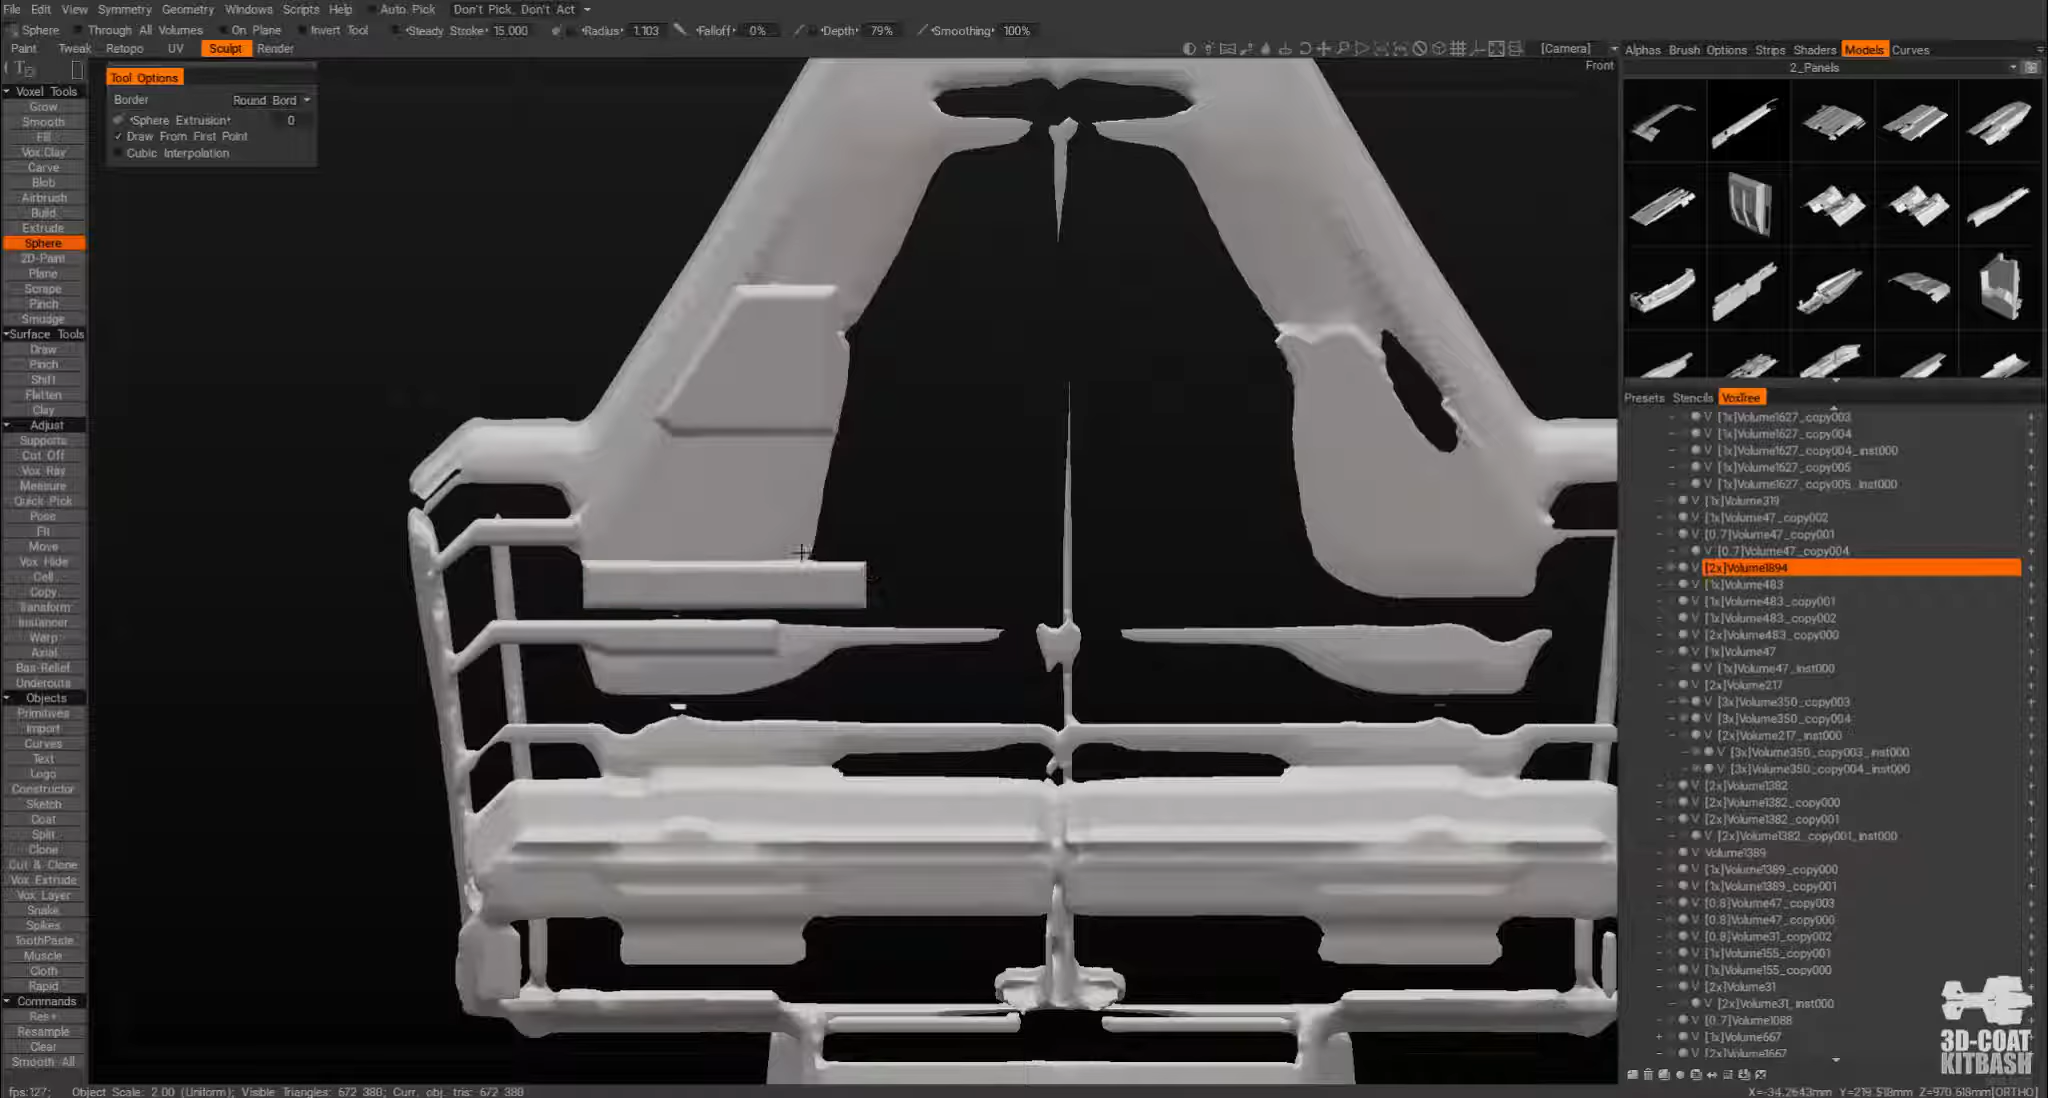 File Edit View Symmetry Geometry Windows Scripts Help Auto Pick Don't Pick, Don't Act
Sphere Through All Volumes On Plane Invert Tool Steady Stroke 15.000 Radius 1.103 Falloff 0% Depth 79% Smoothing 100%
Paint Tweak Retopo UV Sculpt Render [Camera] Alphas Brush Options Strips Shaders Models Curves
Front
2_Panels
Tool Options
Border Round Bord
Sphere Extrusion 0
Draw From First Point
Cubic Interpolation
Voxel Tools
Grow
Smooth
Fill
Vox Clay
Carve
Blob
Airbrush
Build
Extrude
Sphere
2D-Paint
Plane
Scrape
Pinch
Smudge
Surface Tools
Draw
Pinch
Shift
Flatten
Clay
Adjust
Supports
Cut Off
Vox Ray
Measure
Quick Pick
Pose
Fit
Move
Vox Hide
Cell
Copy
Transform
Instancer
Warp
Axial
Bas-Relief
Undercuts
Objects
Primitives
Import
Curves
Text
Logo
Constructor
Sketch
Coat
Split
Clone
Cut & Clone
Vox Extrude
Vox Layer
Snake
Spikes
ToothPaste
Muscle
Cloth
Rapid
Commands
Res+
Resample
Clear
Smooth All
Presets Stencils VoxTree
V [1x]Volume1627_copy003
V [1x]Volume1627_copy004
V [1x]Volume1627_copy004_inst000
V [1x]Volume1627_copy005
V [1x]Volume1627_copy005_inst000
V [1x]Volume319
V [1x]Volume47_copy002
V [0.7]Volume47_copy001
V [0.7]Volume47_copy004
V [2x]Volume1894
V [1x]Volume483
V [1x]Volume483_copy001
V [1x]Volume483_copy002
V [2x]Volume483_copy000
V [1x]Volume47
V [1x]Volume47_inst000
V [2x]Volume217
V [3x]Volume350_copy003
V [3x]Volume350_copy004
V [2x]Volume217_inst000
V [3x]Volume350_copy003_inst000
V [3x]Volume350_copy004_inst000
V [2x]Volume1382
V [2x]Volume1382_copy000
V [2x]Volume1382_copy001
V [2x]Volume1382_copy001_inst000
V Volume1389
V [1x]Volume1389_copy000
V [1x]Volume1389_copy001
V [0.8]Volume47_copy003
V [0.8]Volume47_copy000
V [0.8]Volume31_copy002
V [1x]Volume155_copy001
V [1x]Volume155_copy000
V [2x]Volume31
V [2x]Volume31_inst000
V [0.7]Volume1088
V [1x]Volume667
V [2x]Volume1667
3D-COAT
KITBASH
fps:127; Object Scale: 2.00 (Uniform); Visible Triangles: 672 380; Curr. obj. tris: 672 380
X=-34.2643mm Y=219.518mm Z=970.618mm[ORTHO]